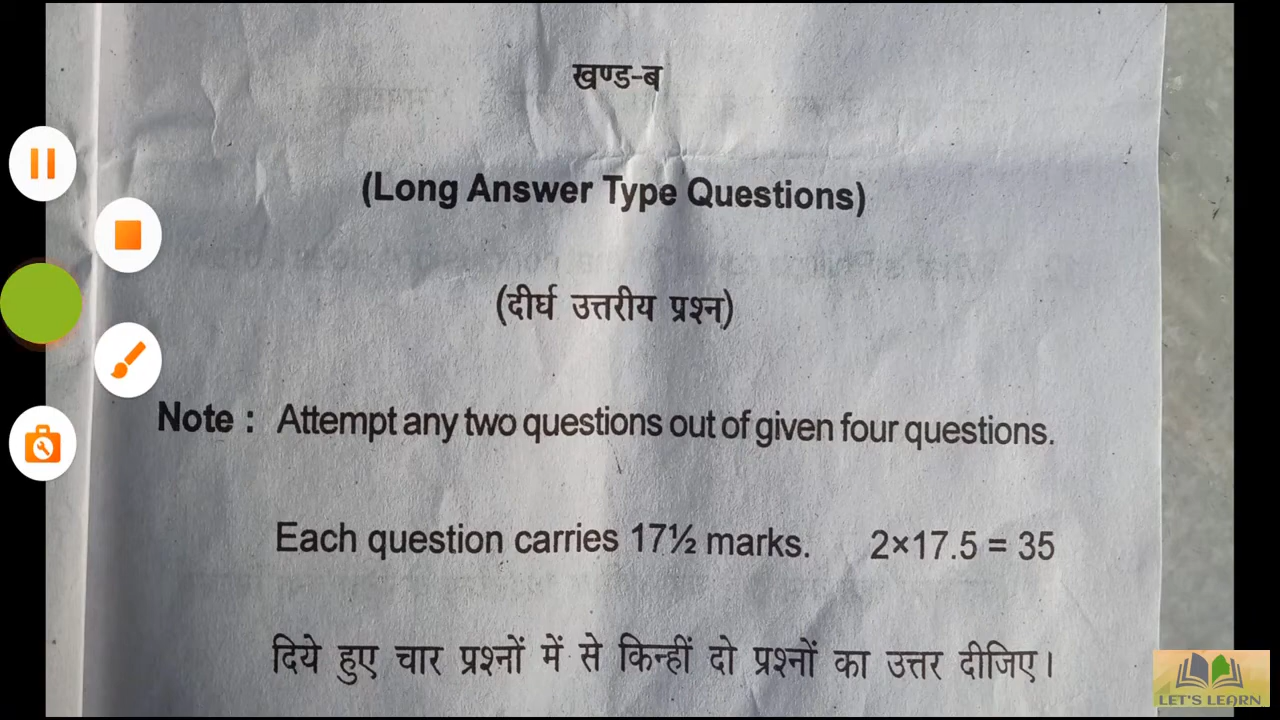 खण्ड-ब
(Long Answer Type Questions)
(दीर्घ उत्तरीय प्रश्न)
Note : Attempt any two questions out of given four questions.
Each question carries 17½ marks. 2×17.5 = 35
दिये हुए चार प्रश्नों में से किन्हीं दो प्रश्नों का उत्तर दीजिए।
LET'S LEARN